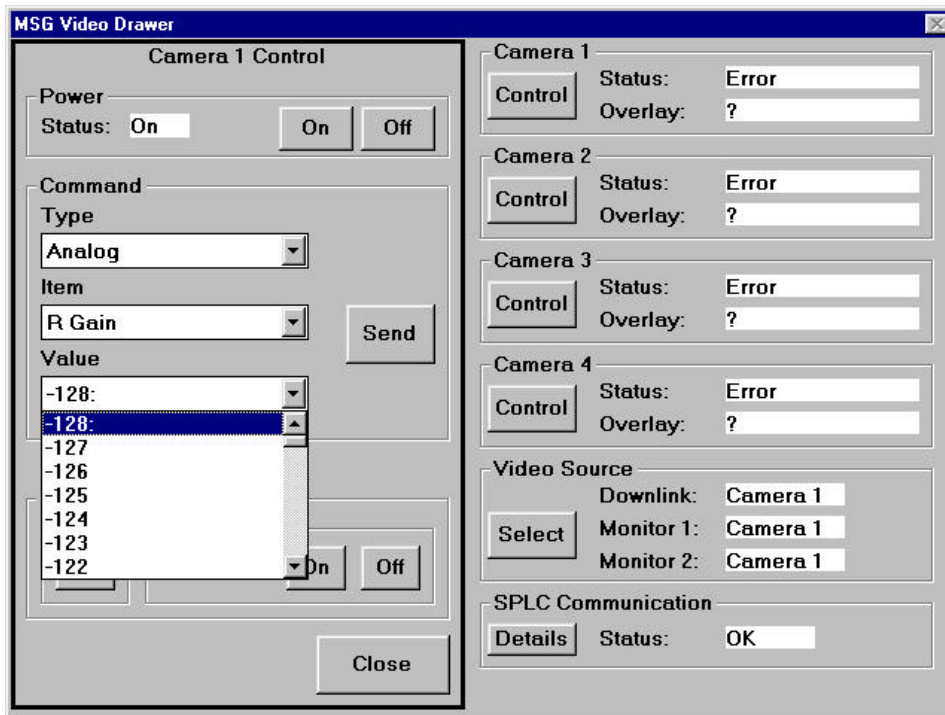 MSG Video Drawer
Camera 1 Control
Power
Status: On
On Off
Command
Type
Analog
Item
R Gain
Send
Value
-128:
-128:
-127
-126
-125
-124
-123
-122
On Off
Close
Camera 1
Control
Status: Error
Overlay: ?
Camera 2
Control
Status: Error
Overlay: ?
Camera 3
Control
Status: Error
Overlay: ?
Camera 4
Control
Status: Error
Overlay: ?
Video Source
Select
Downlink: Camera 1
Monitor 1: Camera 1
Monitor 2: Camera 1
SPLC Communication
Details Status: OK